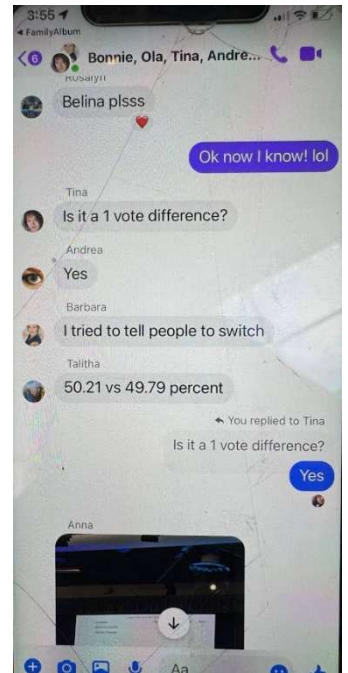 3:55
◄ FamilyAlbum
6
Bonnie, Ola, Tina, Andre...
Rosalyn
Belina plsss
Ok now I know! lol
Tina
Is it a 1 vote difference?
Andrea
Yes
Barbara
I tried to tell people to switch
Talitha
50.21 vs 49.79 percent
You replied to Tina
Is it a 1 vote difference?
Yes
Anna
Aa